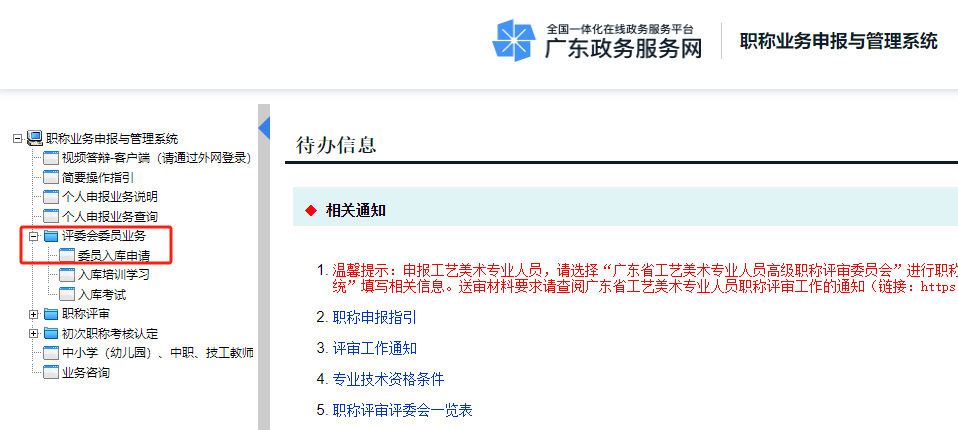 全国一体化在线政务服务平台
广东政务服务网
职称业务申报与管理系统
职称业务申报与管理系统
视频答辩-客户端（请通过外网登录）
简要操作指引
个人申报业务说明
个人申报业务查询
评委会委员业务
委员入库申请
入库培训学习
入库考试
职称评审
初次职称考核认定
中小学（幼儿园）、中职、技工教师
业务咨询
待办信息
相关通知
1. 温馨提示：申报工艺美术专业人员，请选择“广东省工艺美术专业人员高级职称评审委员会”进行职称
统”填写相关信息。送审材料要求请查阅广东省工艺美术专业人员职称评审工作的通知（链接：https
2. 职称申报指引
3. 评审工作通知
4. 专业技术资格条件
5. 职称评审评委会一览表